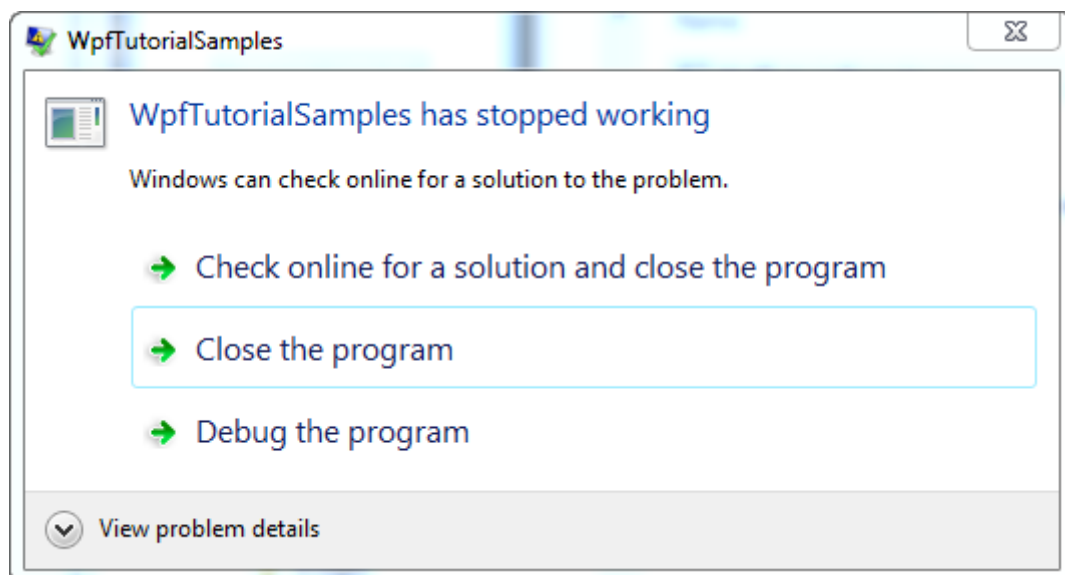 WpfTutorialSamples
WpfTutorialSamples has stopped working
Windows can check online for a solution to the problem.
Check online for a solution and close the program
Close the program
Debug the program
View problem details